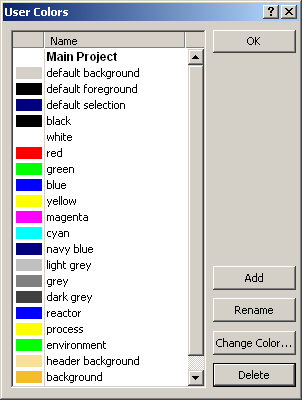 User Colors
Name
OK
Main Project
default background
default foreground
default selection
black
white
red
green
blue
yellow
magenta
cyan
navy blue
light grey
grey
dark grey
reactor
process
environment
header background
background
Add
Rename
Change Color...
Delete